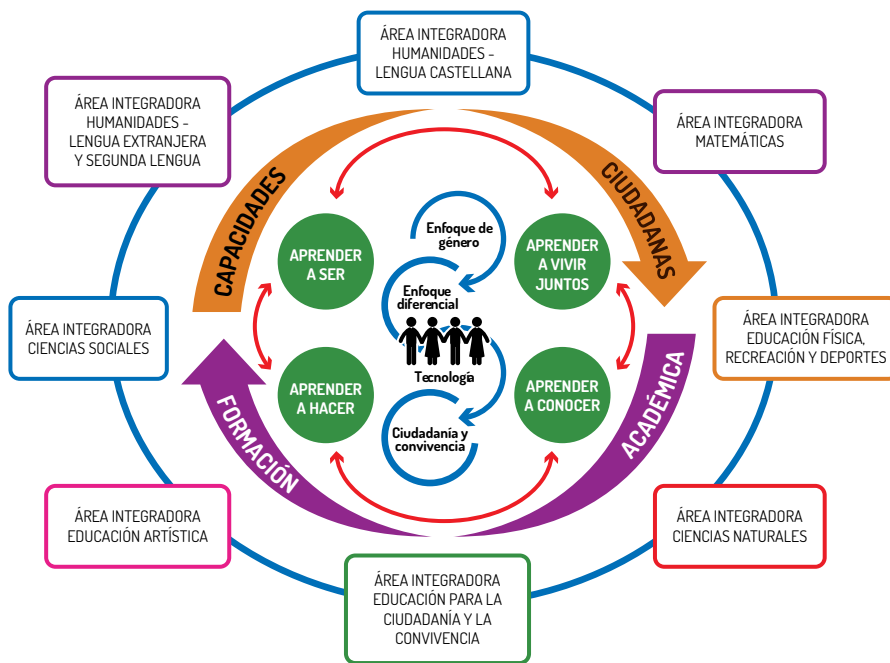 ÁREA INTEGRADORA
HUMANIDADES -
LENGUA CASTELLANA
ÁREA INTEGRADORA
HUMANIDADES -
LENGUA EXTRANJERA
Y SEGUNDA LENGUA
ÁREA INTEGRADORA
MATEMÁTICAS
CAPACIDADES
CIUDADANAS
APRENDER
A SER
Enfoque de
género
APRENDER
A VIVIR
JUNTOS
Enfoque
diferencial
ÁREA INTEGRADORA
CIENCIAS SOCIALES
ÁREA INTEGRADORA
EDUCACIÓN FÍSICA,
RECREACIÓN Y DEPORTES
Tecnología
APRENDER
A HACER
APRENDER
A CONOCER
Ciudadanía y
convivencia
FORMACIÓN
ACADÉMICA
ÁREA INTEGRADORA
EDUCACIÓN ARTÍSTICA
ÁREA INTEGRADORA
CIENCIAS NATURALES
ÁREA INTEGRADORA
EDUCACIÓN PARA LA
CIUDADANÍA Y LA
CONVIVENCIA